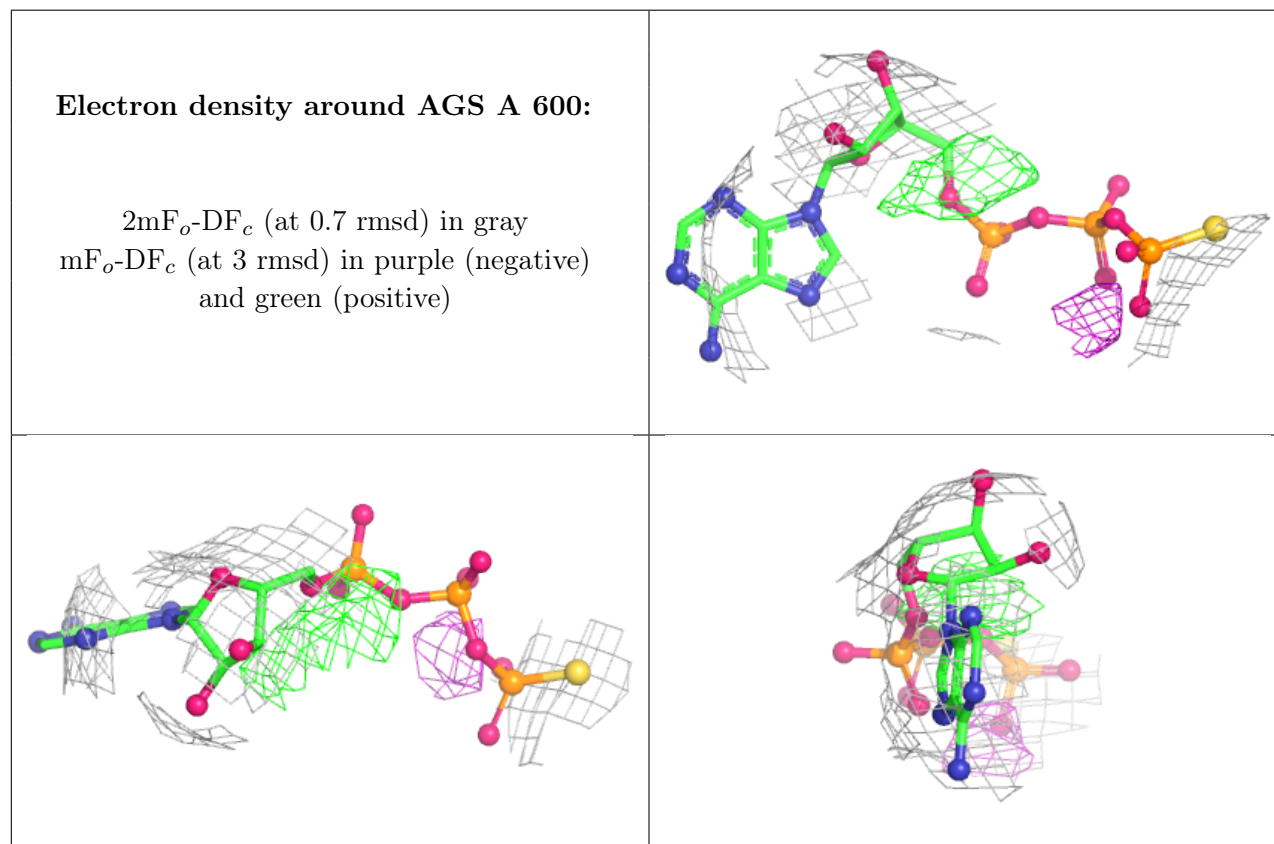 Electron density around AGS A 600:
2mFₒ-DF𝒸 (at 0.7 rmsd) in gray
mFₒ-DF𝒸 (at 3 rmsd) in purple (negative)
and green (positive)